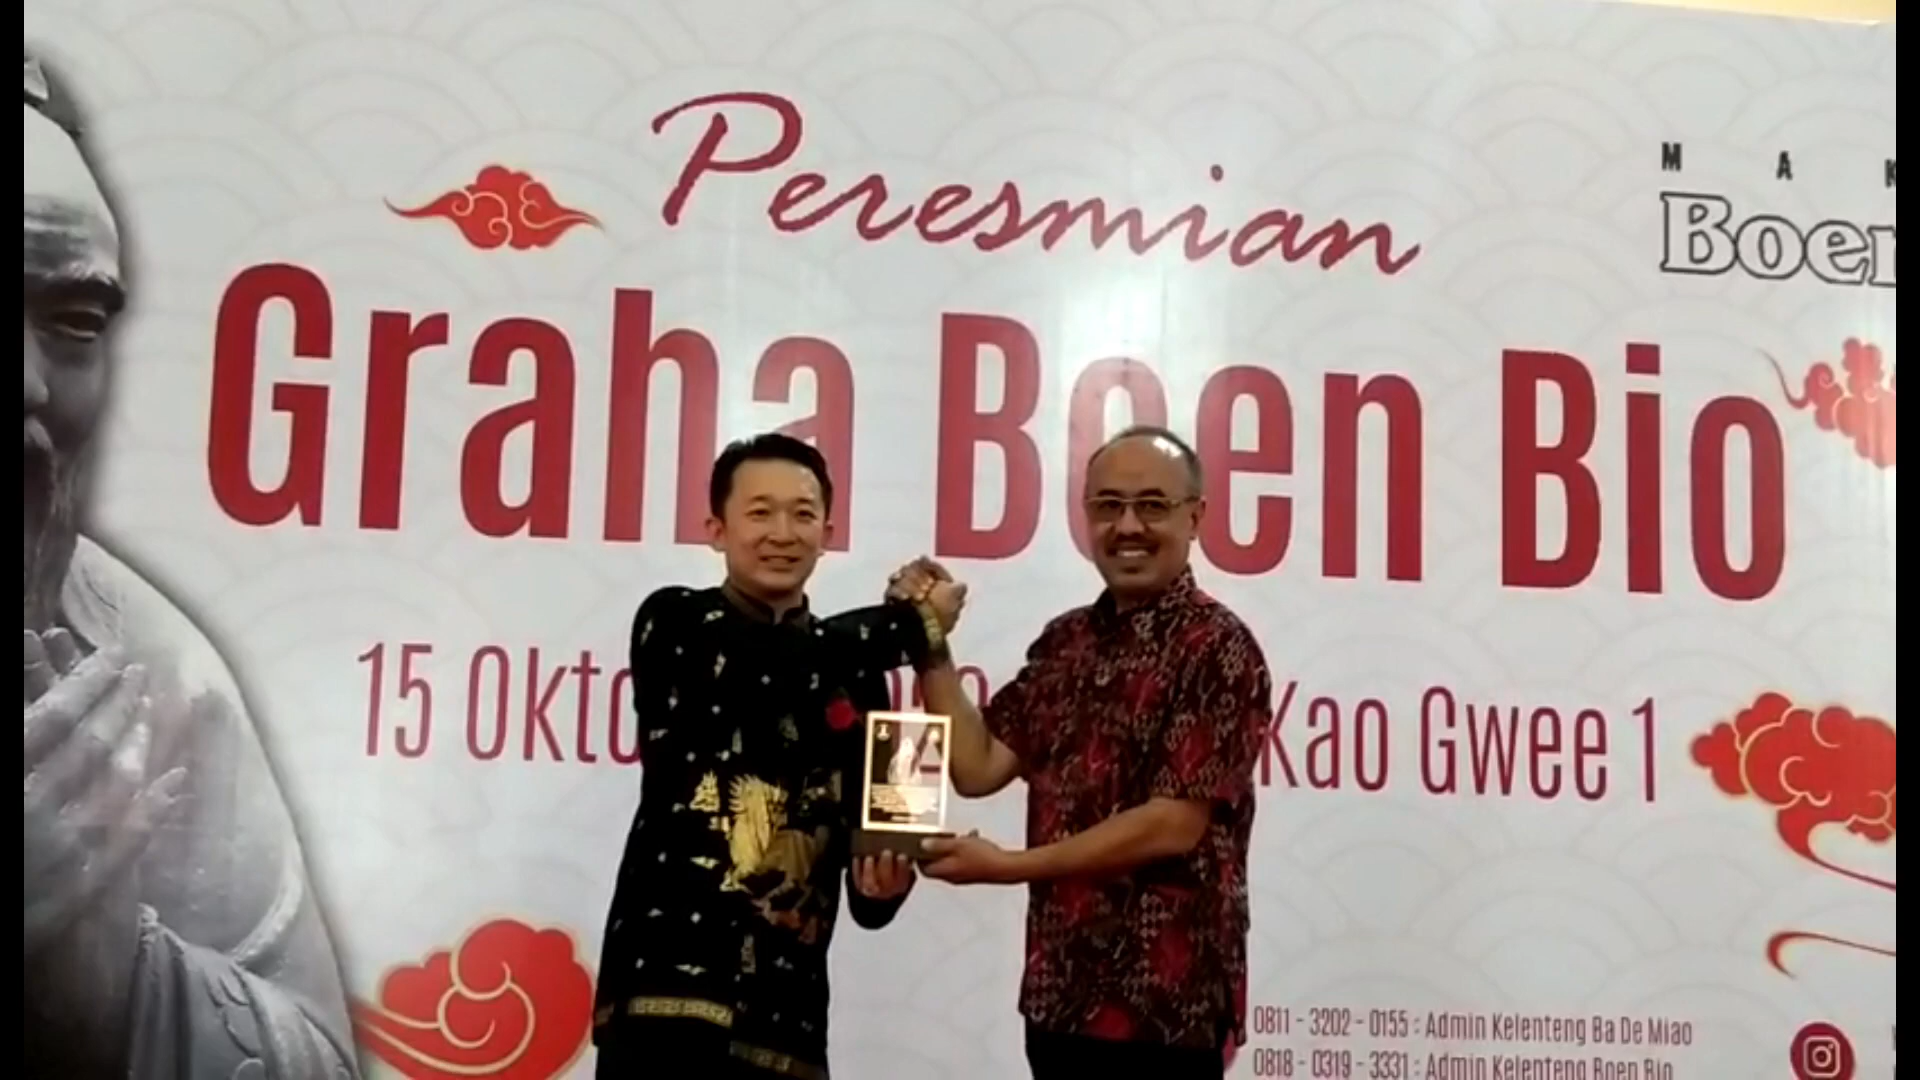 Peresmian
M A K
Boen
Graha Boen Bio
15 Okto Kao Gwee 1
0811 - 3202 - 0155 : Admin Kelenteng Ba De Miao
0818 - 0319 - 3331 : Admin Kelenteng Boen Bio